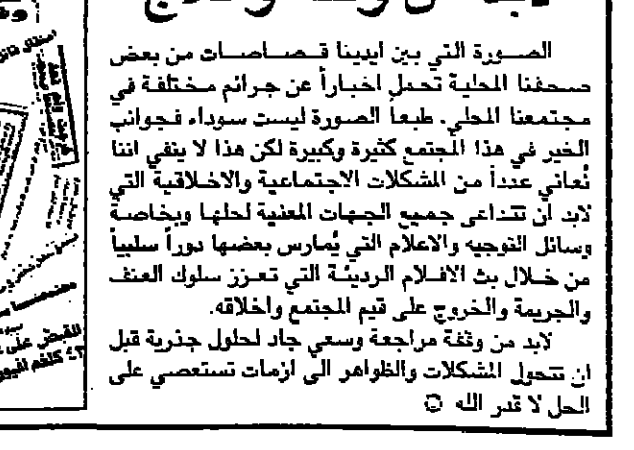 الصورة التي بين ايدينا قصاصات من بعض
صحفنا المحلية تحمل اخباراً عن جرائم مختلفة في
مجتمعنا المحلي. طبعاً الصورة ليست سوداء فجوانب
الخير في هذا المجتمع كثيرة وكبيرة لكن هذا لا ينفي اننا
نُعاني عدداً من المشكلات الاجتماعية والاخلاقية التي
لابد ان تتداعى جميع الجهات المعنية لحلها وبخاصة
وسائل التوجيه والاعلام التي يُمارس بعضها دوراً سلبياً
من خلال بث الافلام الرديئة التي تعزز سلوك العنف
والجريمة والخروج على قيم المجتمع واخلاقه.
لابد من وقفة مراجعة وسعي جاد لحلول جذرية قبل
ان تتحول المشكلات والظواهر الى ازمات تستعصي على
الحل لا قدر الله
للقبض على